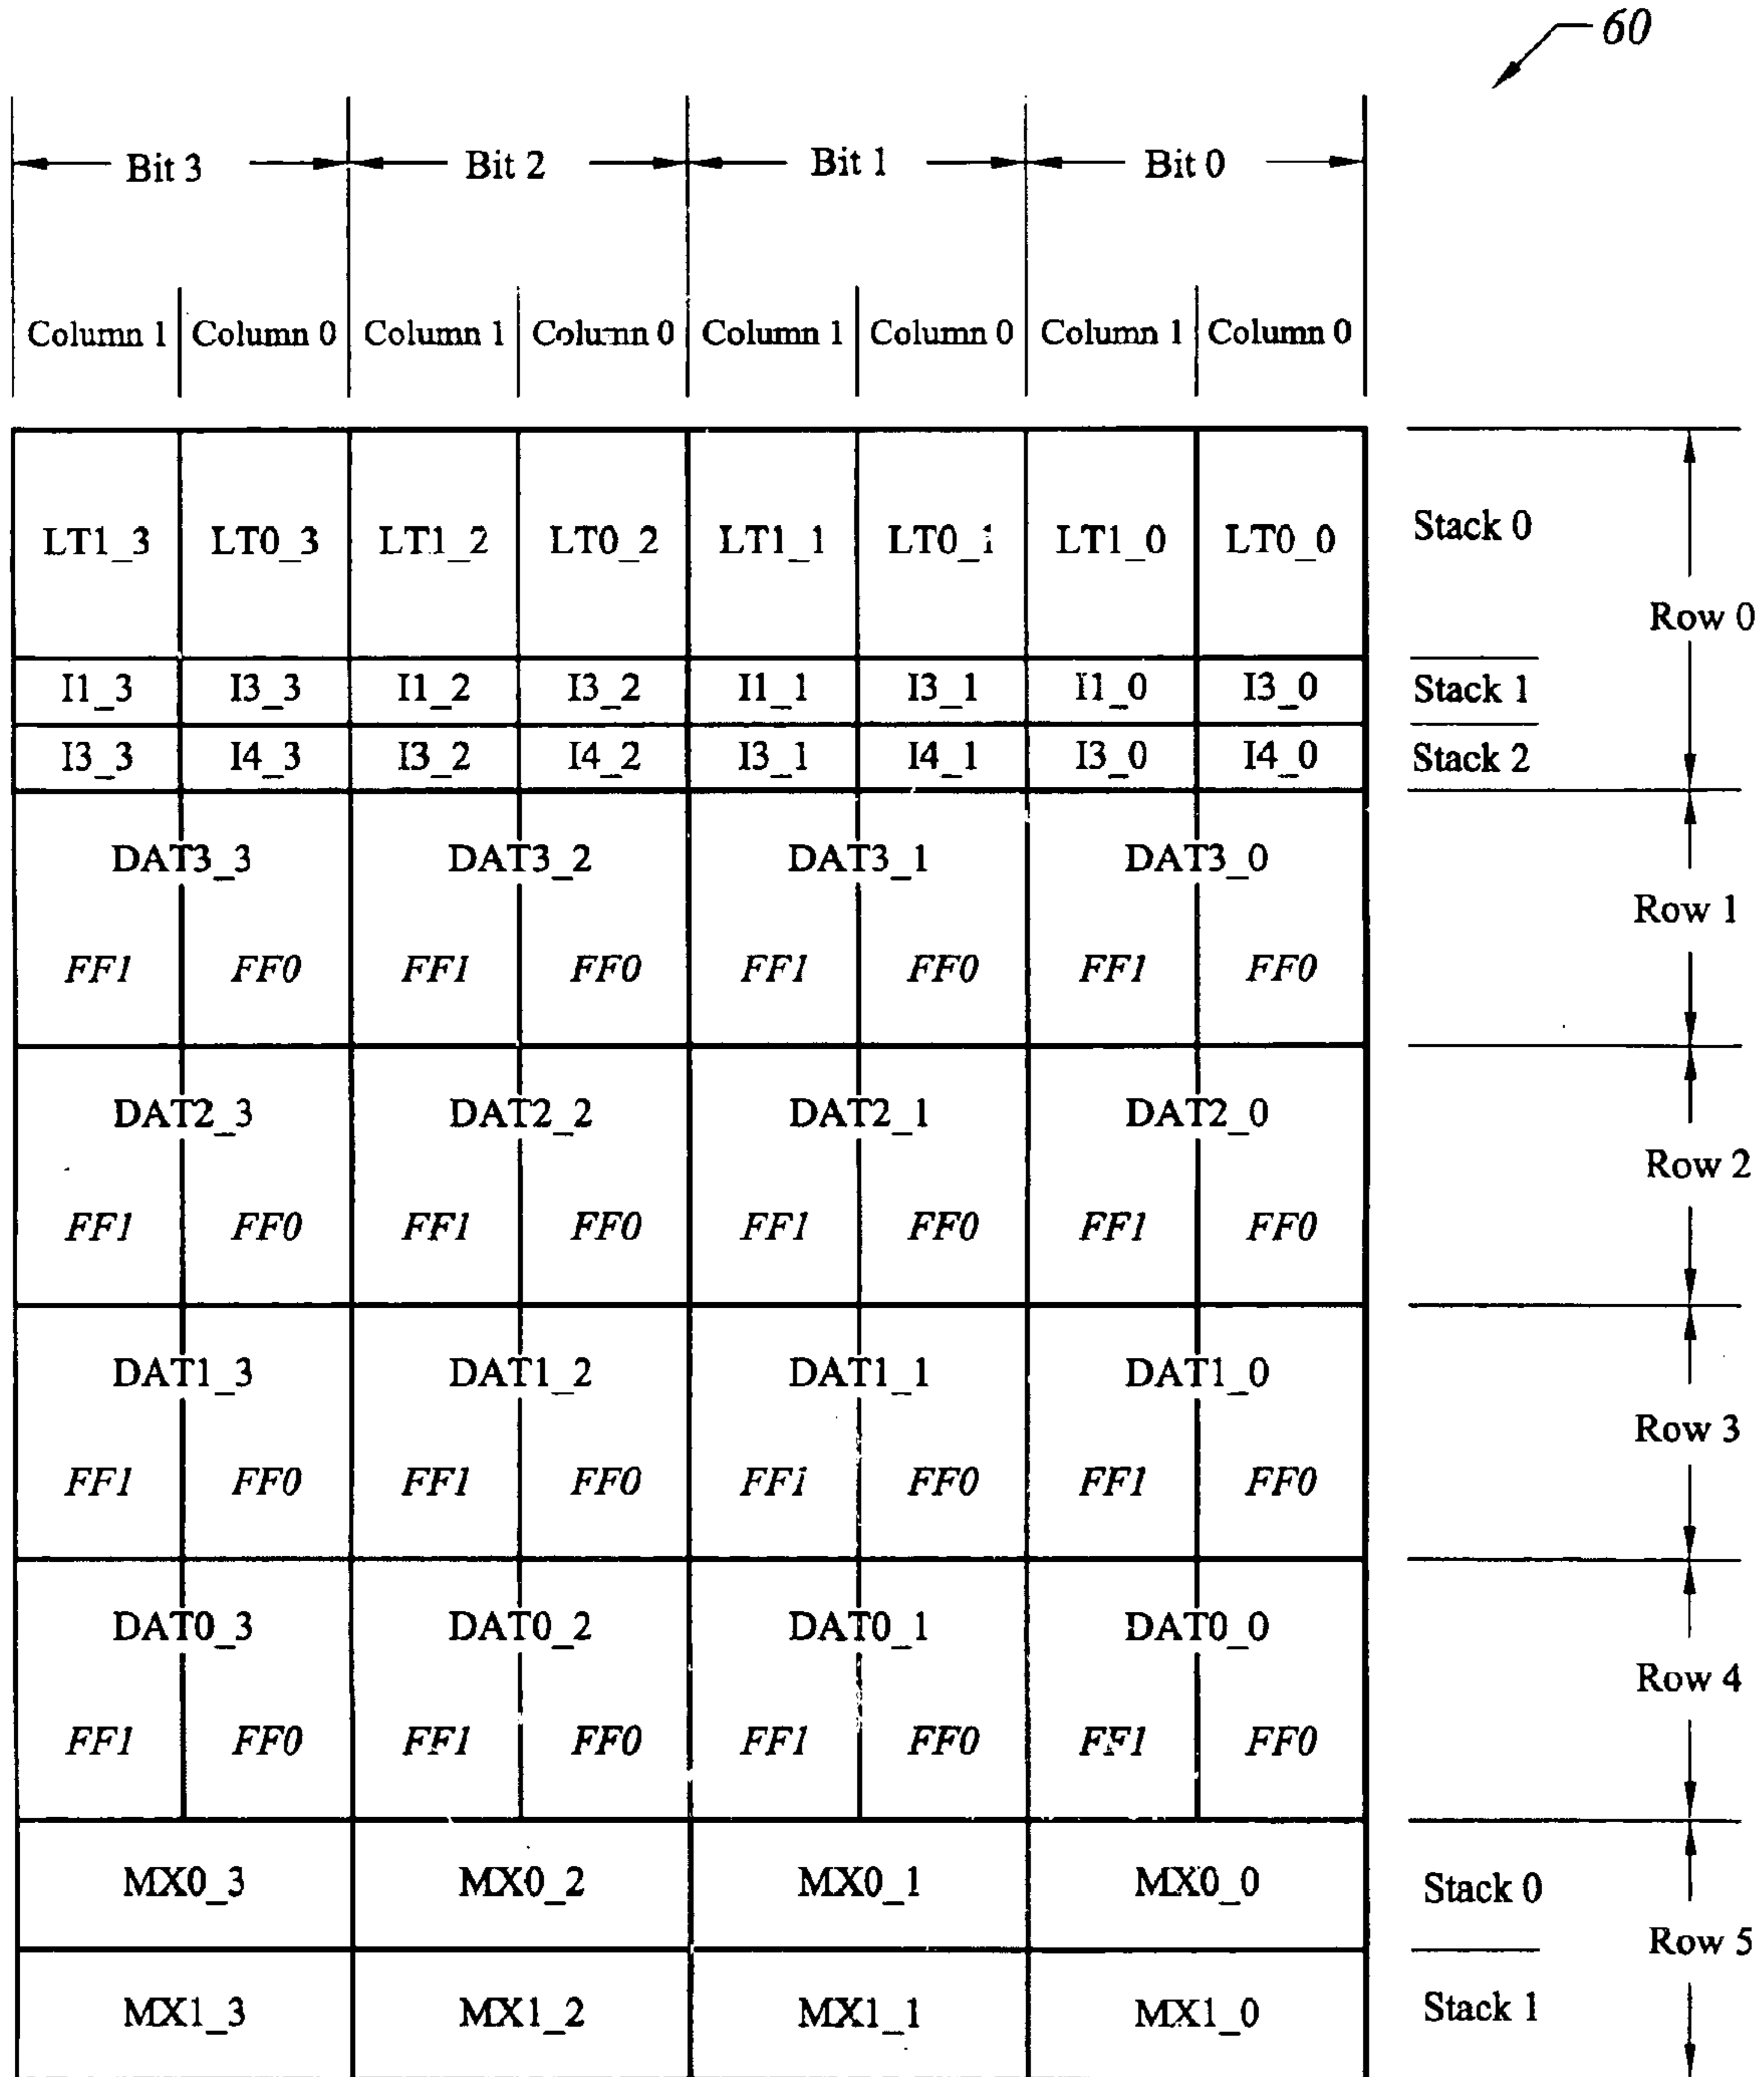 60
Bit 3 Bit 2 Bit 1 Bit 0
Column 1 Column 0 Column 1 Column 0 Column 1 Column 0 Column 1 Column 0
LT1_3 LT0_3 LT1_2 LT0_2 LT1_1 LT0_1 LT1_0 LT0_0 Stack 0
Row 0
I1_3 I3_3 I1_2 I3_2 I1_1 I3_1 I1_0 I3_0 Stack 1
I3_3 I4_3 I3_2 I4_2 I3_1 I4_1 I3_0 I4_0 Stack 2
DAT3_3 DAT3_2 DAT3_1 DAT3_0
Row 1
FF1 FF0 FF1 FF0 FF1 FF0 FF1 FF0
DAT2_3 DAT2_2 DAT2_1 DAT2_0
Row 2
FF1 FF0 FF1 FF0 FF1 FF0 FF1 FF0
DAT1_3 DAT1_2 DAT1_1 DAT1_0
Row 3
FF1 FF0 FF1 FF0 FF1 FF0 FF1 FF0
DAT0_3 DAT0_2 DAT0_1 DAT0_0
Row 4
FF1 FF0 FF1 FF0 FF1 FF0 FF1 FF0
MX0_3 MX0_2 MX0_1 MX0_0 Stack 0
Row 5
MX1_3 MX1_2 MX1_1 MX1_0 Stack 1